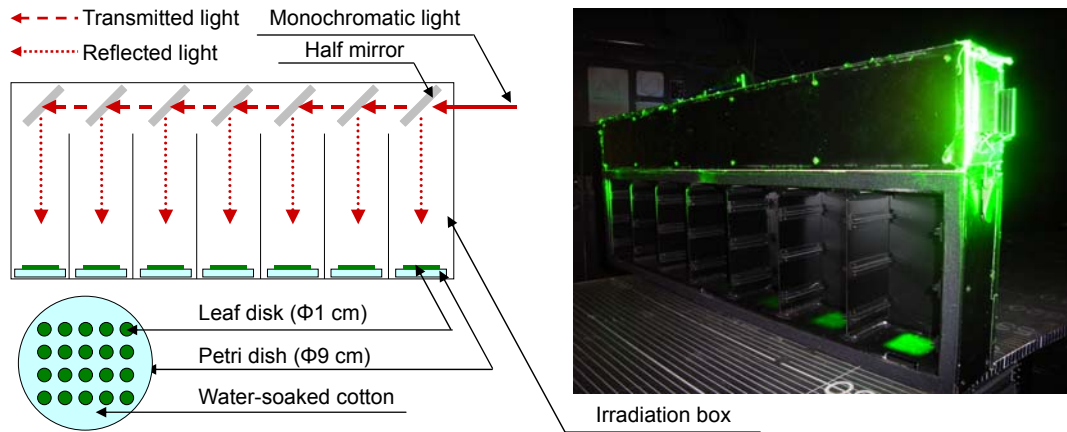 Transmitted light
Monochromatic light
Reflected light
Half mirror
Leaf disk (Φ1 cm)
Petri dish (Φ9 cm)
Water-soaked cotton
Irradiation box